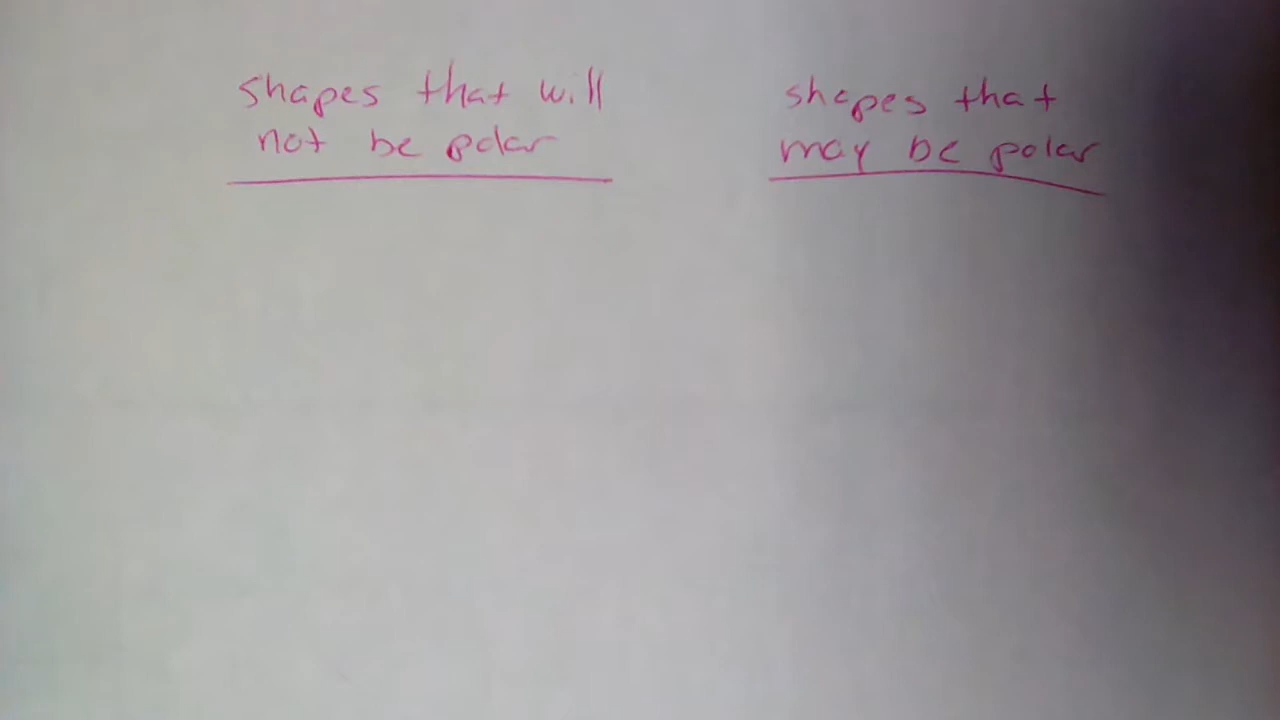 shapes that will
not be polar
shapes that
may be polar